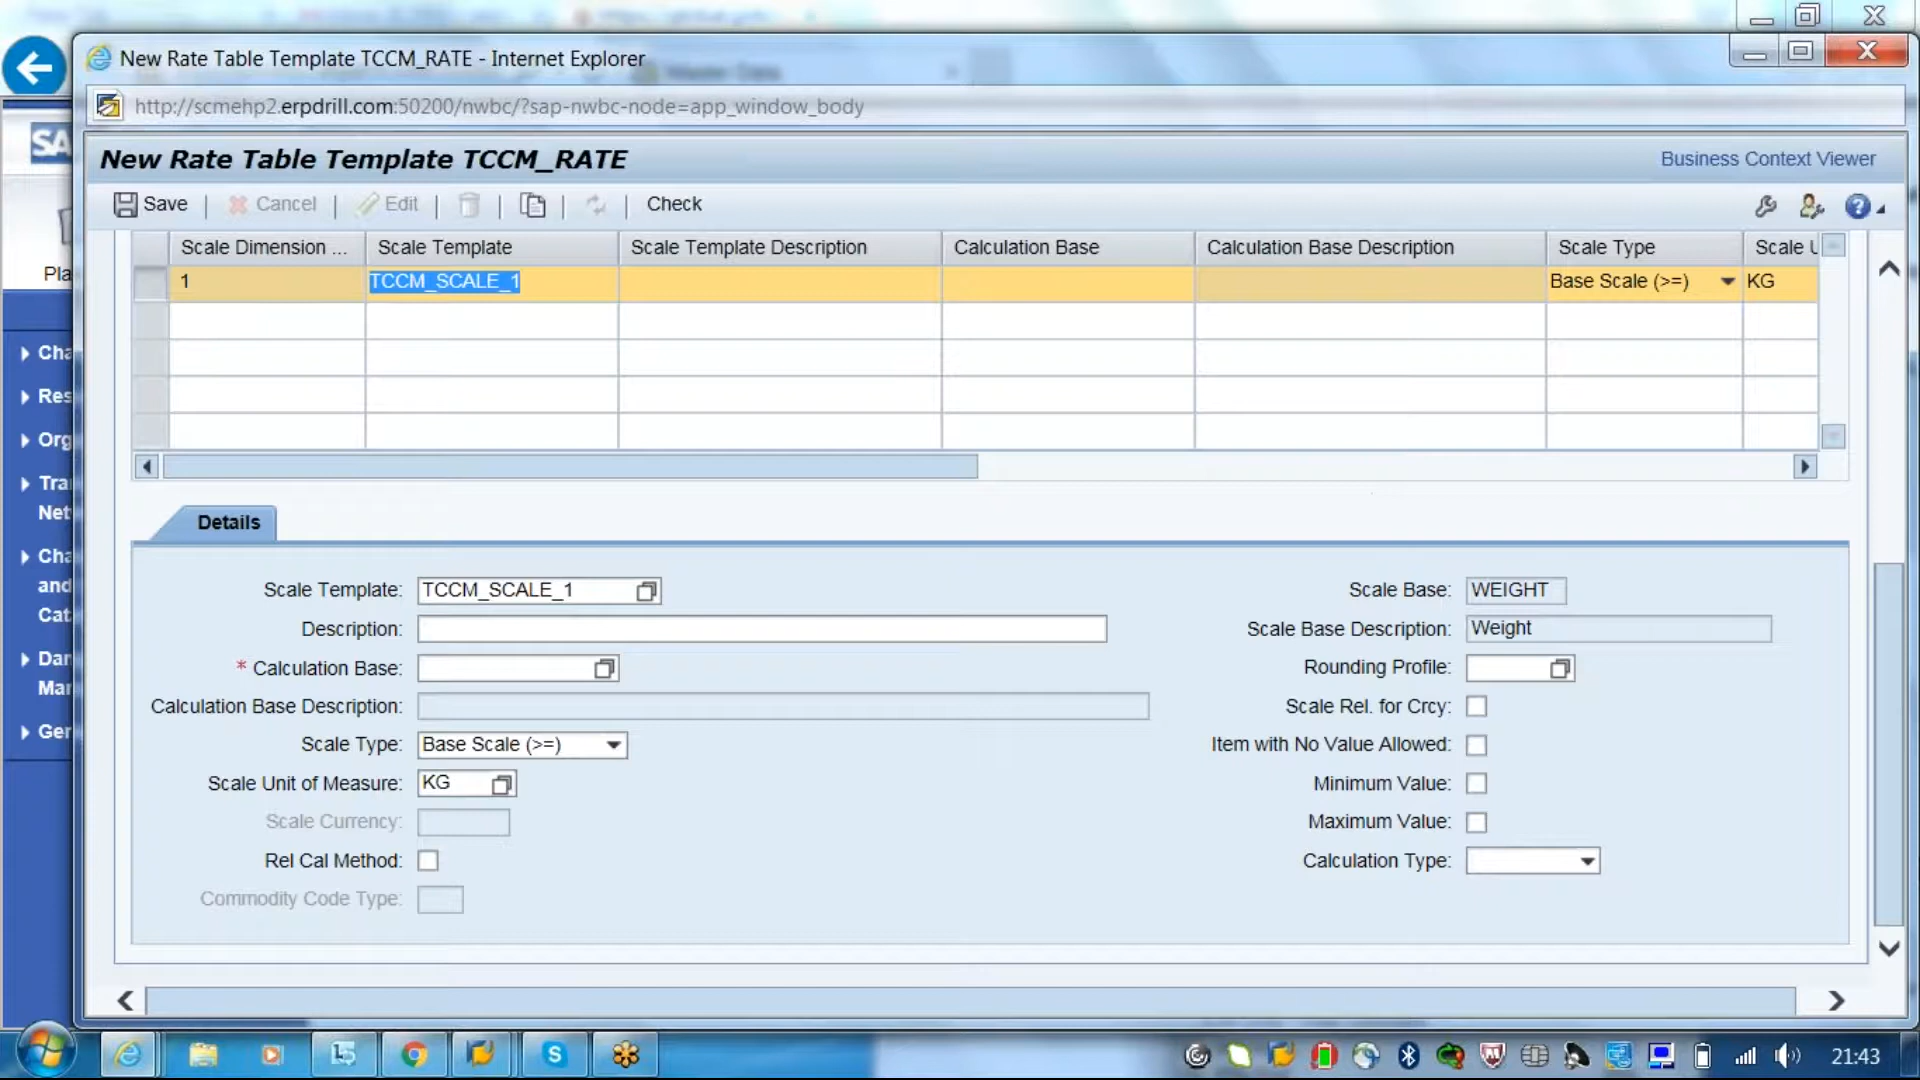 New Rate Table Template TCCM_RATE - Internet Explorer
http://scmehp2.erpdrill.com:50200/nwbc/?sap-nwbc-node=app_window_body
New Rate Table Template TCCM_RATE
Business Context Viewer
Save | Cancel | Edit | | | Check
Scale Dimension ... Scale Template Scale Template Description Calculation Base Calculation Base Description Scale Type Scale U
1 TCCM_SCALE_1 Base Scale (>=) KG
Details
Scale Template: TCCM_SCALE_1
Description:
* Calculation Base:
Calculation Base Description:
Scale Type: Base Scale (>=)
Scale Unit of Measure: KG
Scale Currency:
Rel Cal Method:
Commodity Code Type:
Scale Base: WEIGHT
Scale Base Description: Weight
Rounding Profile:
Scale Rel. for Crcy:
Item with No Value Allowed:
Minimum Value:
Maximum Value:
Calculation Type:
SA
Pla
Cha
Res
Org
Tra
Net
Cha
and
Cat
Dan
Mar
Ger
21:43